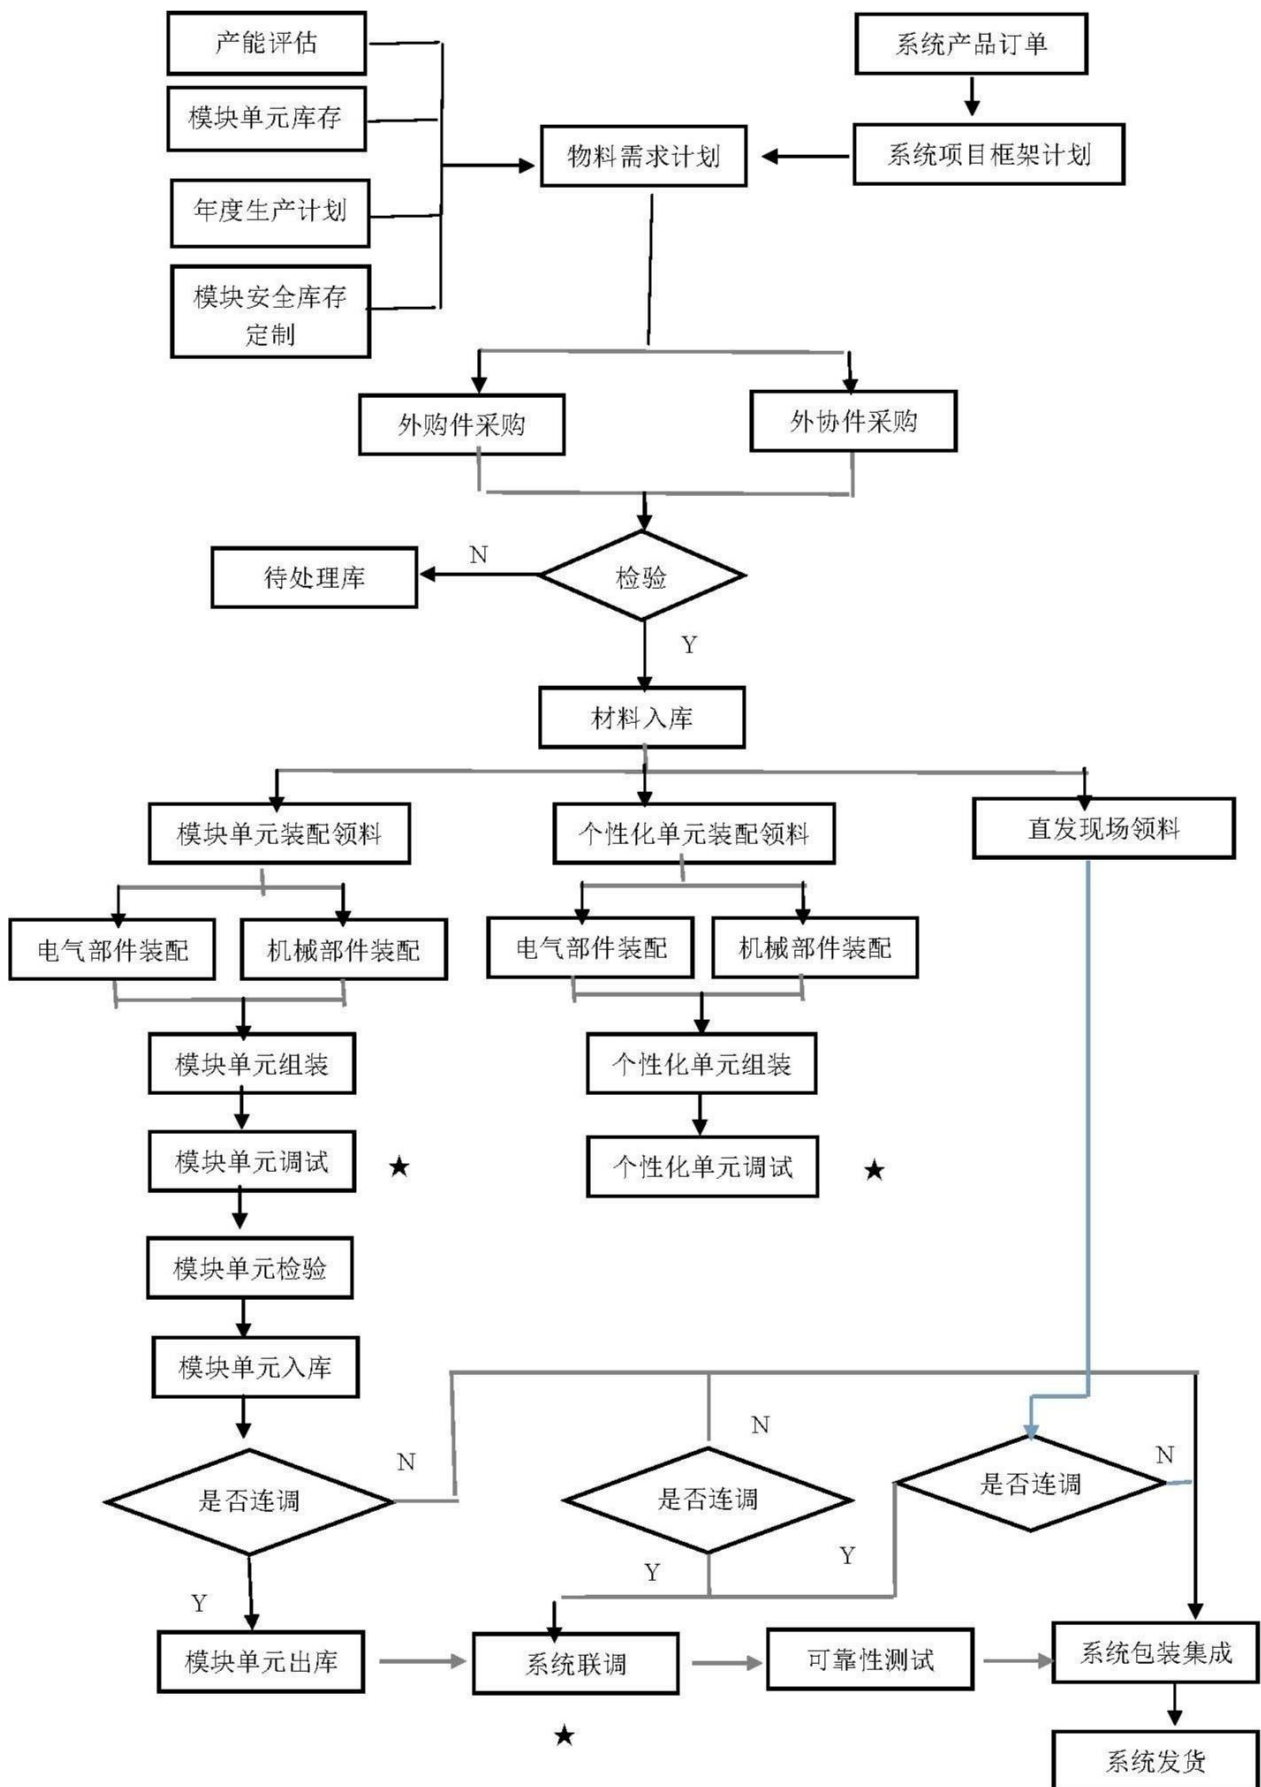 产能评估
系统产品订单
模块单元库存
物料需求计划
系统项目框架计划
年度生产计划
模块安全库存
定制
外购件采购
外协件采购
待处理库
N
检验
Y
材料入库
模块单元装配领料
个性化单元装配领料
直发现场领料
电气部件装配
机械部件装配
电气部件装配
机械部件装配
模块单元组装
个性化单元组装
模块单元调试
★
个性化单元调试
★
模块单元检验
模块单元入库
N
N
N
是否连调
是否连调
是否连调
Y
Y
Y
模块单元出库
系统联调
可靠性测试
系统包装集成
★
系统发货